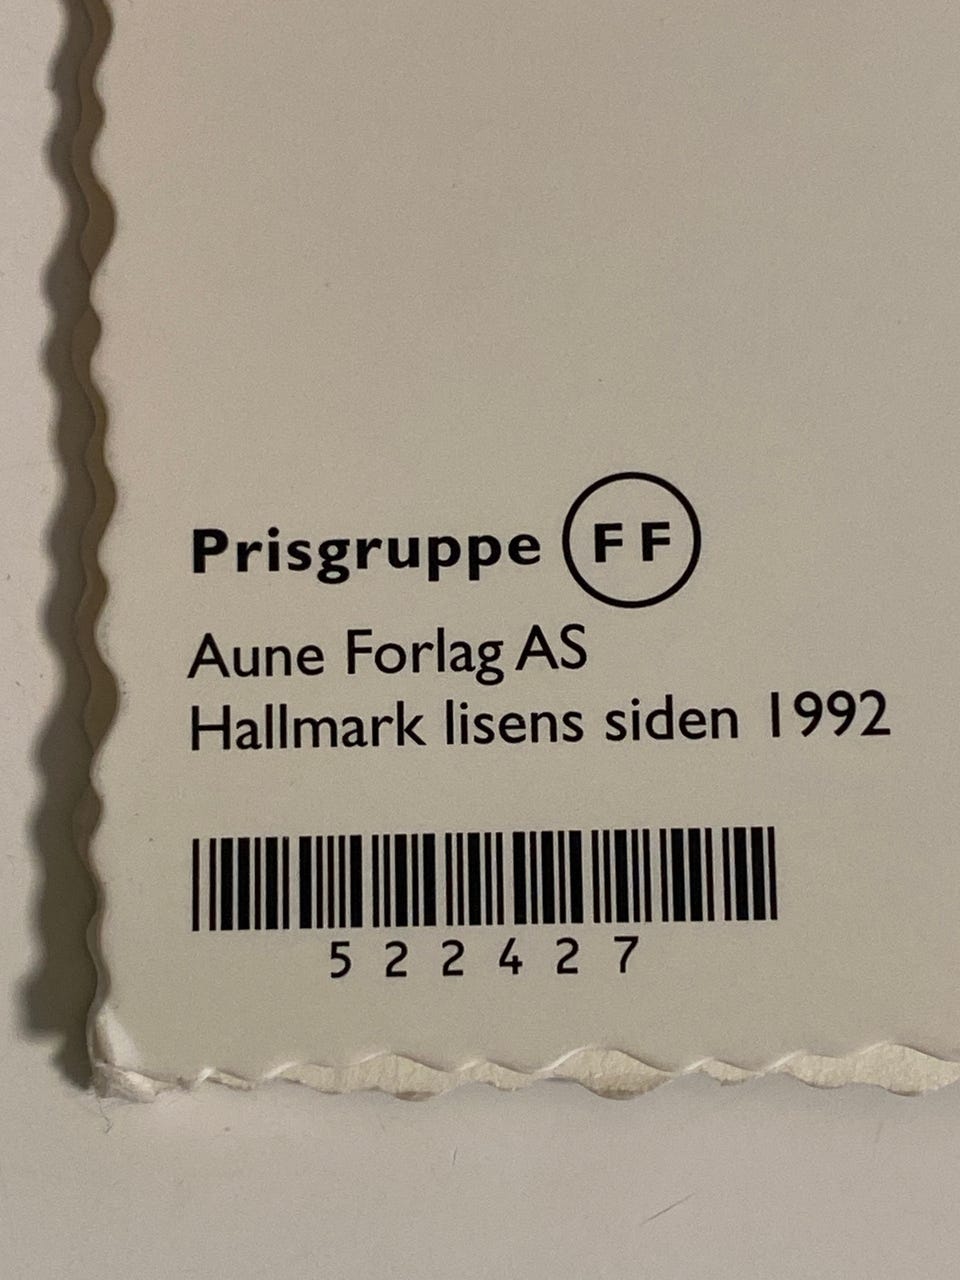 Prisgruppe FF
Aune Forlag AS
Hallmark lisens siden 1992
522427